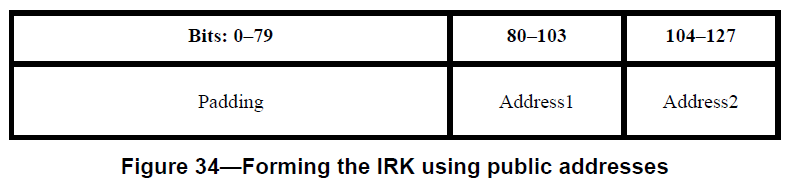 Bits: 0–79 80–103 104–127
Padding Address1 Address2
Figure 34—Forming the IRK using public addresses